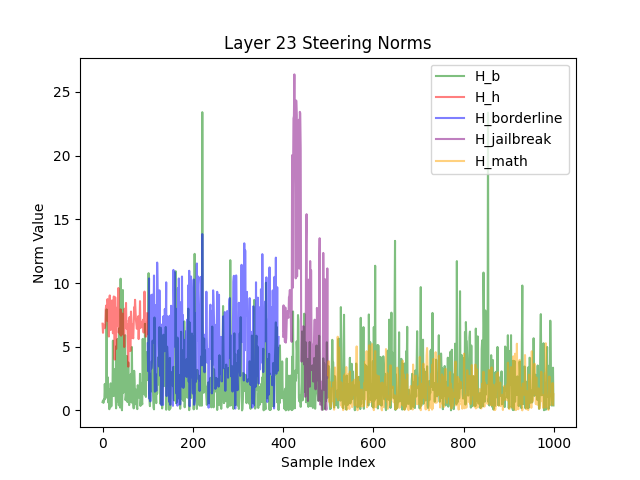 Layer 23 Steering Norms
H_b
H_h
H_borderline
H_jailbreak
H_math
25
20
15
10
5
0
Norm Value
0
200
400
600
800
1000
Sample Index